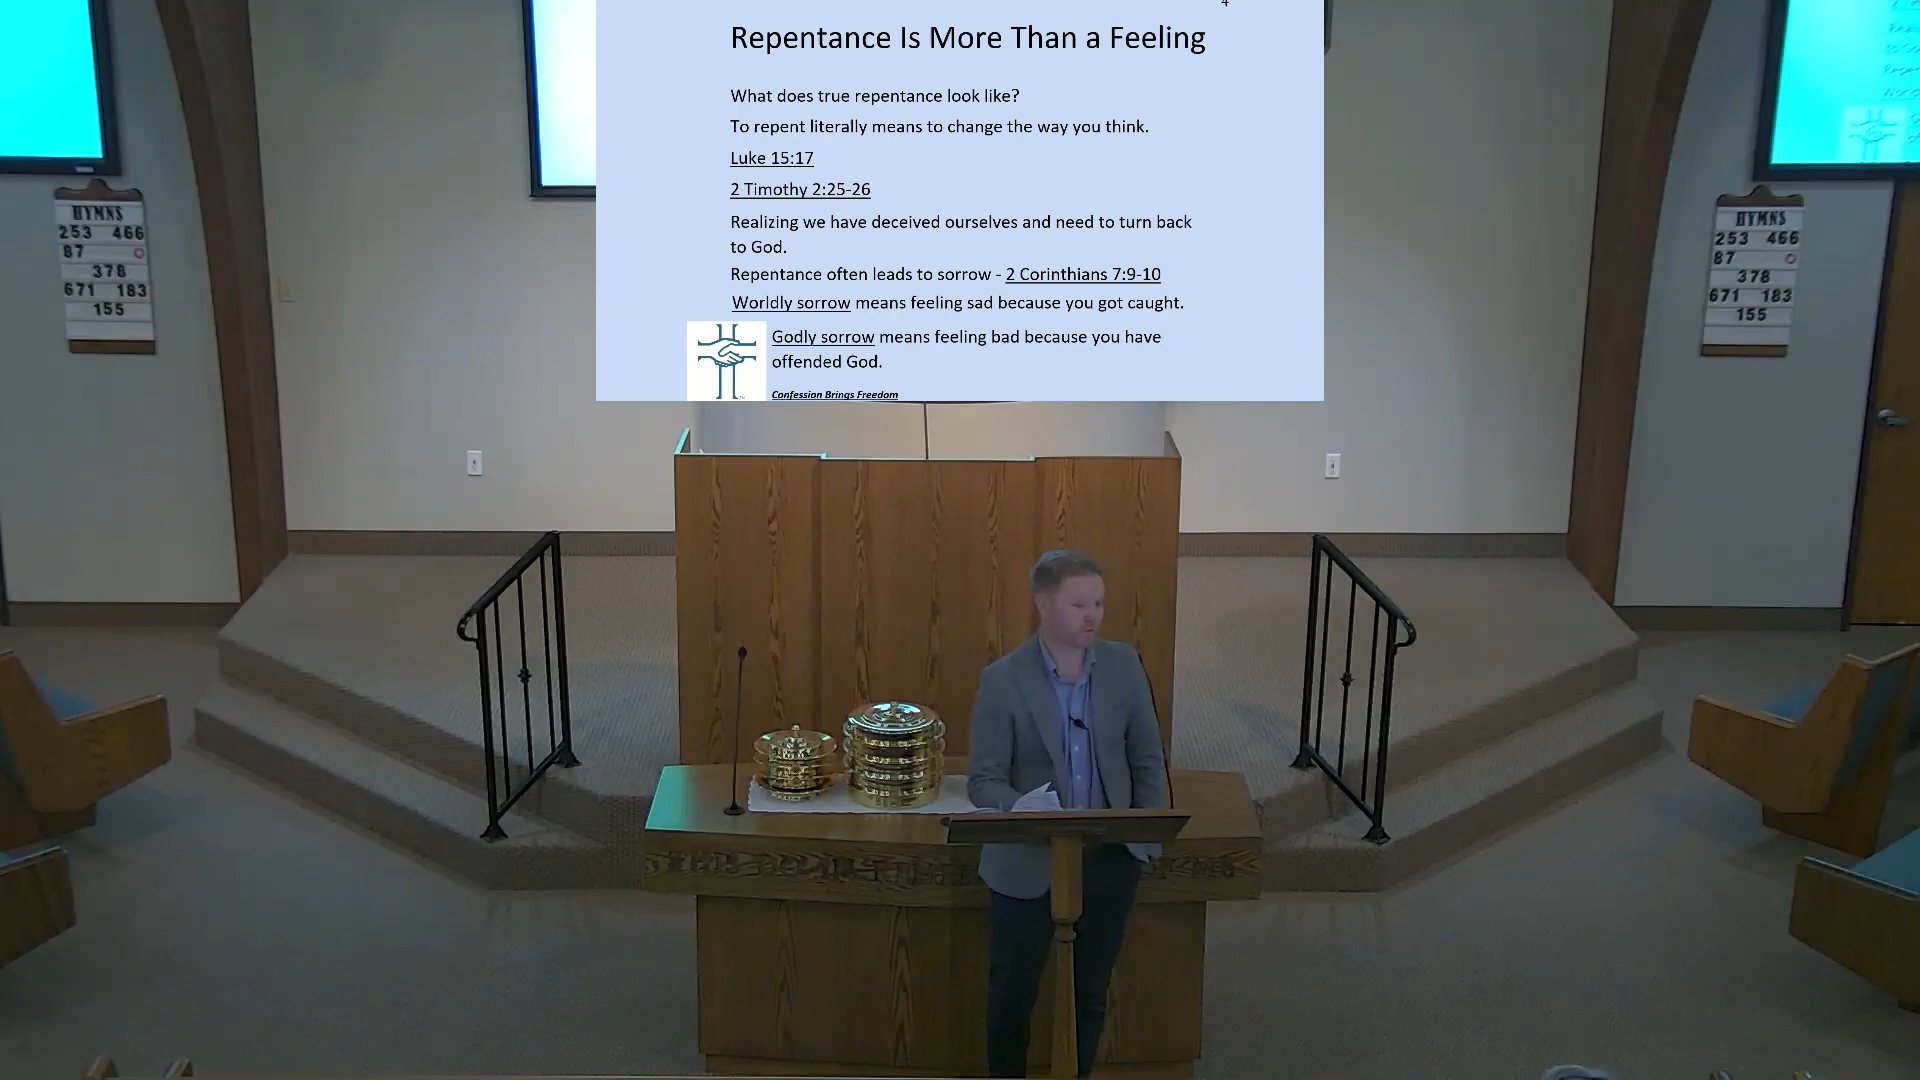 4
Repentance Is More Than a Feeling
What does true repentance look like?
To repent literally means to change the way you think.
Luke 15:17
2 Timothy 2:25-26
Realizing we have deceived ourselves and need to turn back
to God.
Repentance often leads to sorrow - 2 Corinthians 7:9-10
Worldly sorrow means feeling sad because you got caught.
Godly sorrow means feeling bad because you have
offended God.
Confession Brings Freedom
HYMNS
253 466
87
378
671 183
155
HYMNS
253 466
87
378
671 183
155